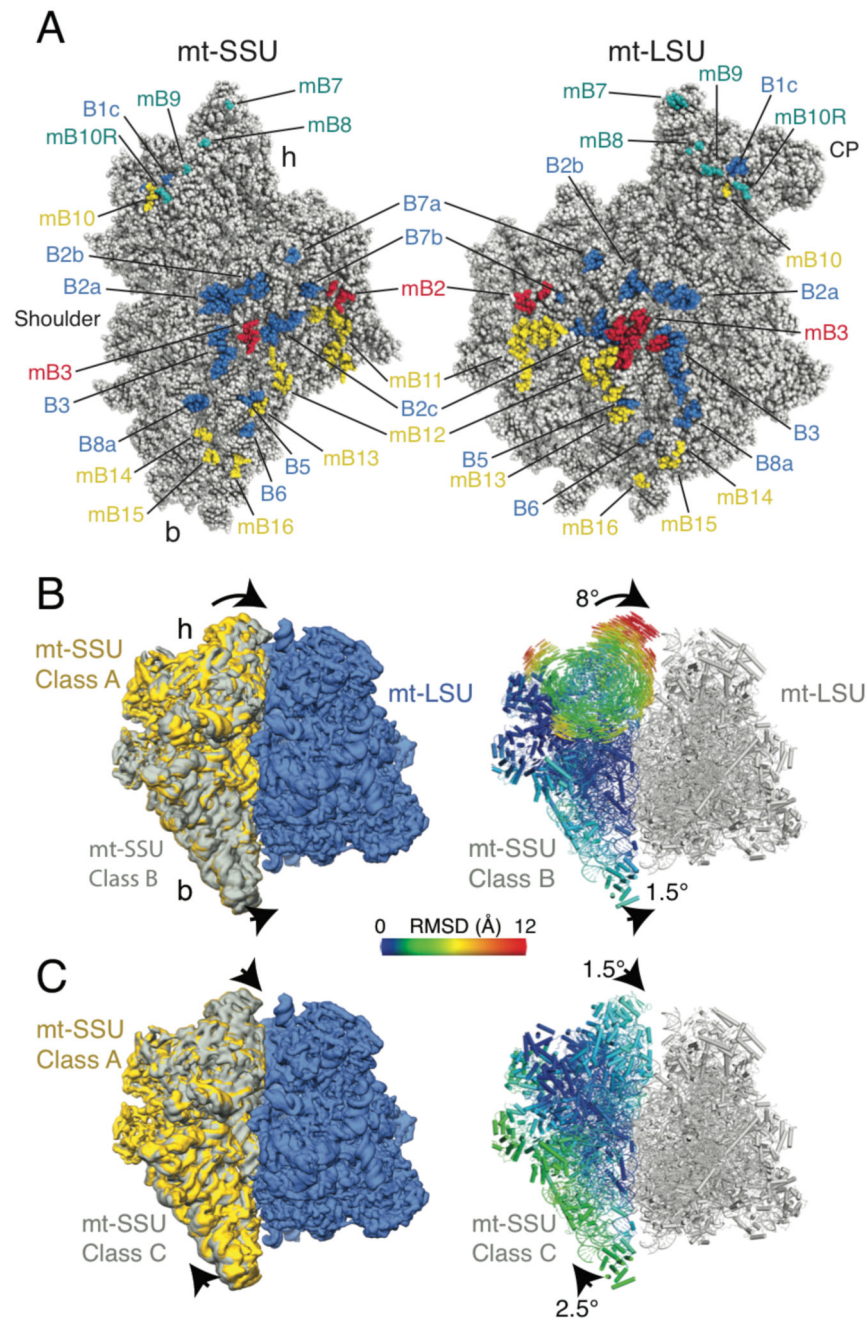 A
mt-SSU
mt-LSU
mB7
mB9
B1c
mB10R
mB8
h
mB10
B2b
B2a
Shoulder
mB3
B3
B8a
mB14
mB15
b
mB16
B6
B5
mB13
B7a
B7b
mB2
mB11
B2c
mB12
mB7
mB8
B2b
mB9
B1c
mB10R
CP
mB10
B2a
mB3
B3
B8a
mB14
mB15
mB16
B6
mB13
B5
B
h
mt-SSU
Class A
mt-LSU
mt-SSU
Class B
b
8°
mt-LSU
mt-SSU
Class B
1.5°
0 RMSD (Å) 12
C
mt-SSU
Class A
mt-SSU
Class C
1.5°
mt-SSU
Class C
2.5°